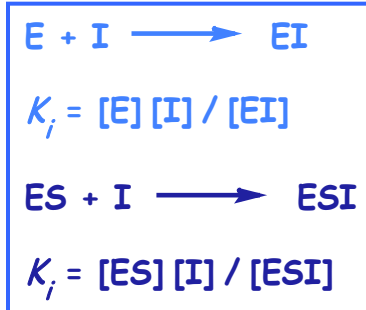 E + I ⟶ EI
Kᵢ = [E] [I] / [EI]
ES + I ⟶ ESI
Kᵢ = [ES] [I] / [ESI]